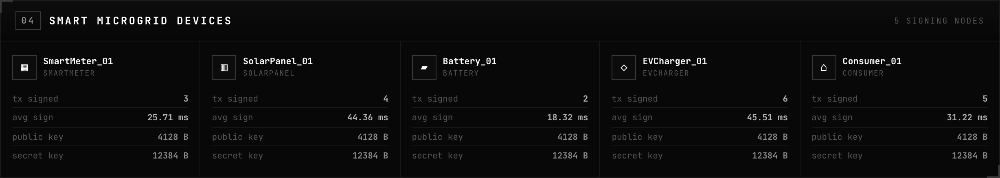 04 SMART MICROGRID DEVICES 5 SIGNING NODES
SmartMeter_01
SMARTMETER
tx signed 3
avg sign 25.71 ms
public key 4128 B
secret key 12384 B
SolarPanel_01
SOLARPANEL
tx signed 4
avg sign 44.36 ms
public key 4128 B
secret key 12384 B
Battery_01
BATTERY
tx signed 2
avg sign 18.32 ms
public key 4128 B
secret key 12384 B
EVCharger_01
EVCHARGER
tx signed 6
avg sign 45.51 ms
public key 4128 B
secret key 12384 B
Consumer_01
CONSUMER
tx signed 5
avg sign 31.22 ms
public key 4128 B
secret key 12384 B